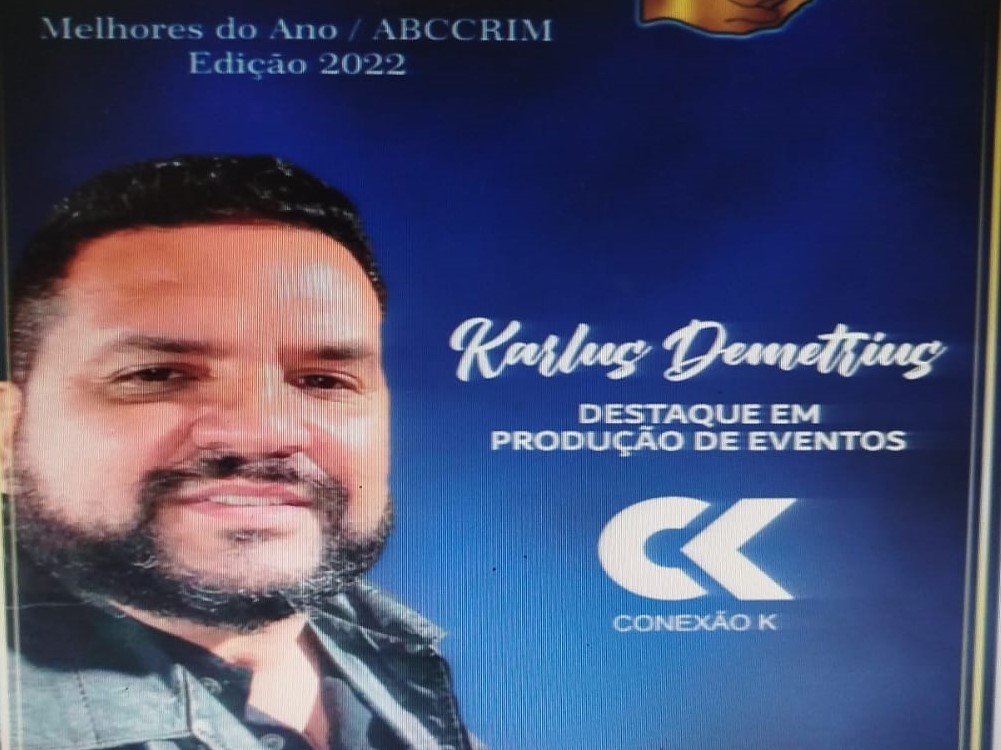 Melhores do Ano / ABCCRIM
Edição 2022
Karlus Demetrius
DESTAQUE EM
PRODUÇÃO DE EVENTOS
CK
CONEXÃO K